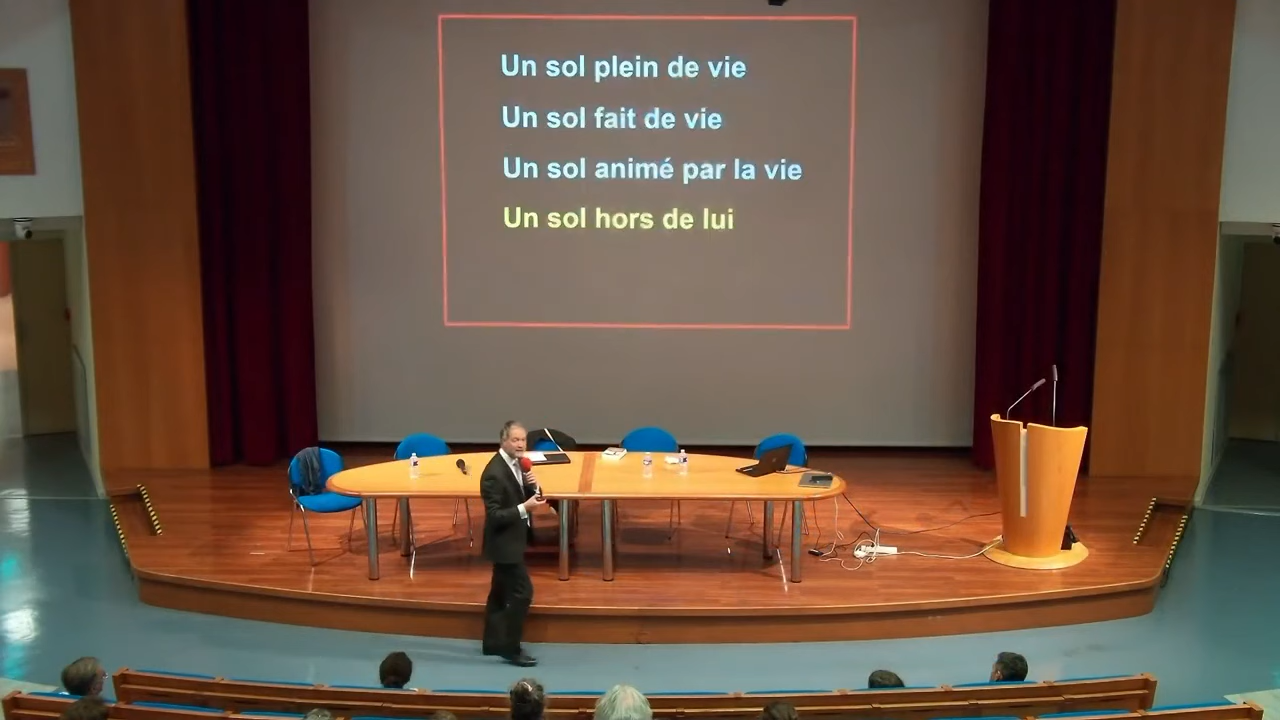 Un sol plein de vie
Un sol fait de vie
Un sol animé par la vie
Un sol hors de lui